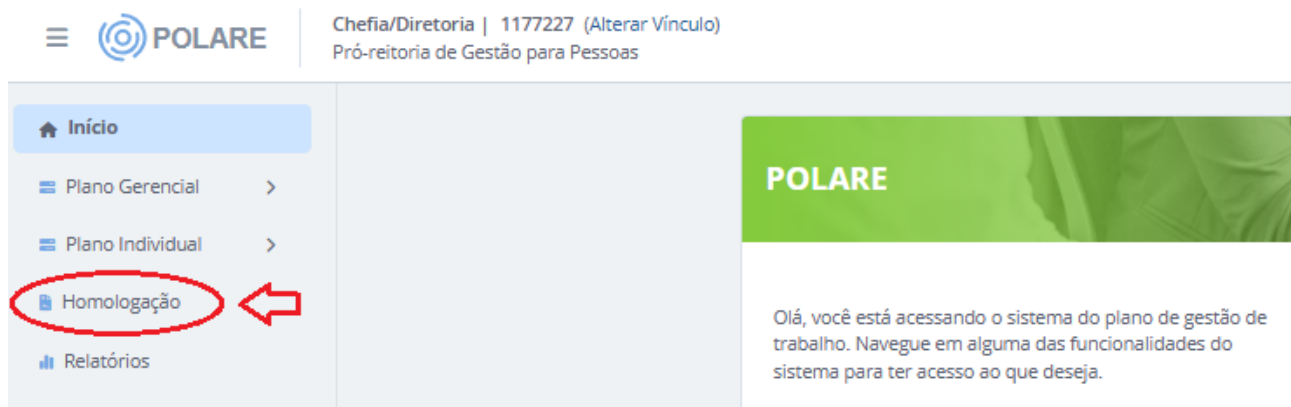 POLARE
Chefia/Diretoria | 1177227 (Alterar Vínculo)
Pró-reitoria de Gestão para Pessoas
Início
Plano Gerencial
Plano Individual
Homologação
Relatórios
POLARE
Olá, você está acessando o sistema do plano de gestão de
trabalho. Navegue em alguma das funcionalidades do
sistema para ter acesso ao que deseja.